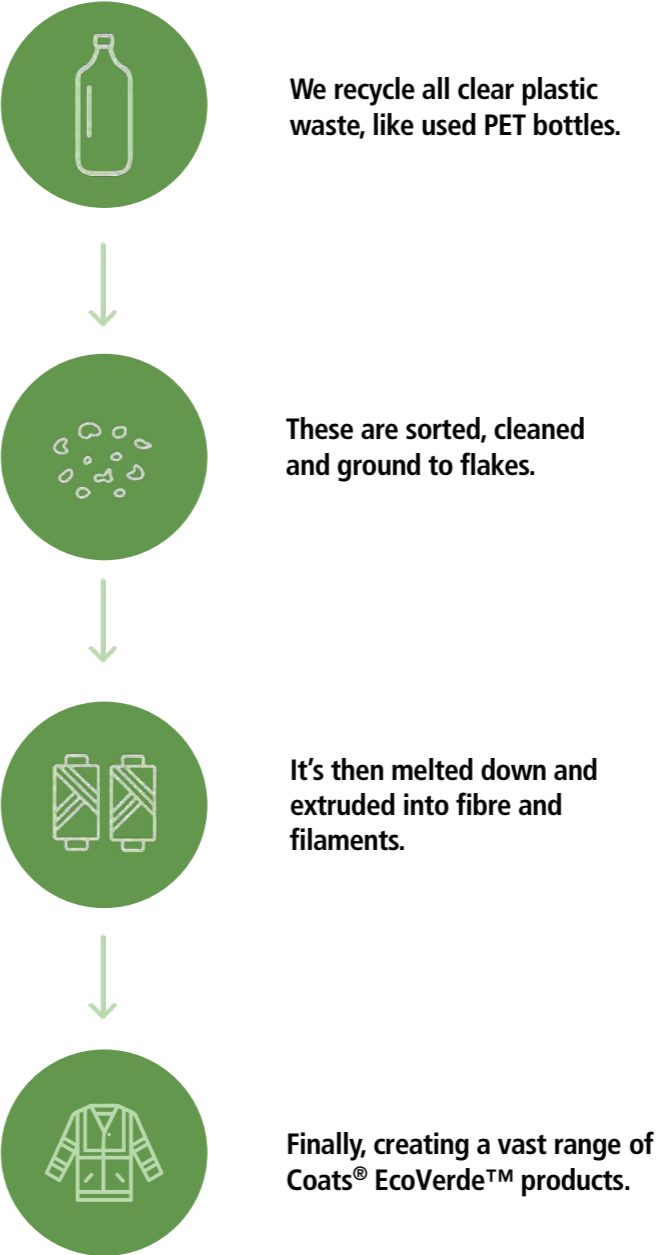 We recycle all clear plastic
waste, like used PET bottles.
These are sorted, cleaned
and ground to flakes.
It’s then melted down and
extruded into fibre and
filaments.
Finally, creating a vast range of
Coats® EcoVerde™ products.